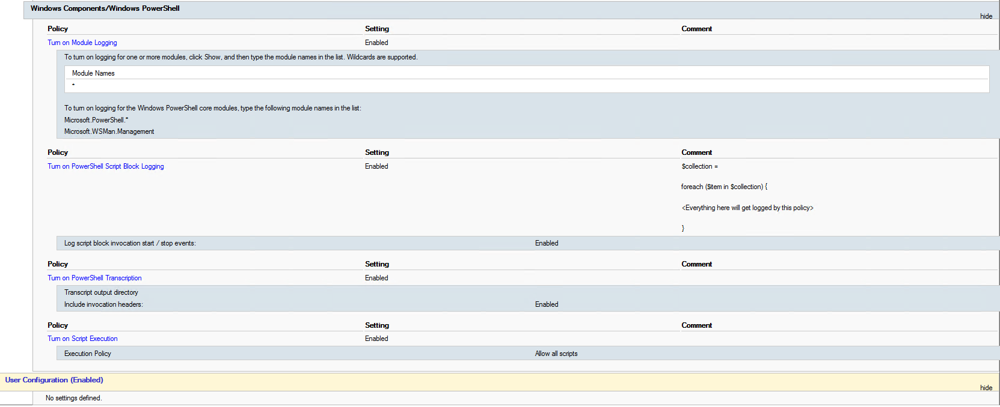 Windows Components/Windows PowerShell
hide
Policy Setting Comment
Turn on Module Logging Enabled
To turn on logging for one or more modules, click Show, and then type the module names in the list. Wildcards are supported.
Module Names
*
To turn on logging for the Windows PowerShell core modules, type the following module names in the list:
Microsoft.PowerShell.*
Microsoft.WSMan.Management
Policy Setting Comment
Turn on PowerShell Script Block Logging Enabled $collection =
foreach ($item in $collection) {
<Everything here will get logged by this policy>
}
Log script block invocation start / stop events: Enabled
Policy Setting Comment
Turn on PowerShell Transcription Enabled
Transcript output directory
Include invocation headers: Enabled
Policy Setting Comment
Turn on Script Execution Enabled
Execution Policy Allow all scripts
User Configuration (Enabled)
hide
No settings defined.